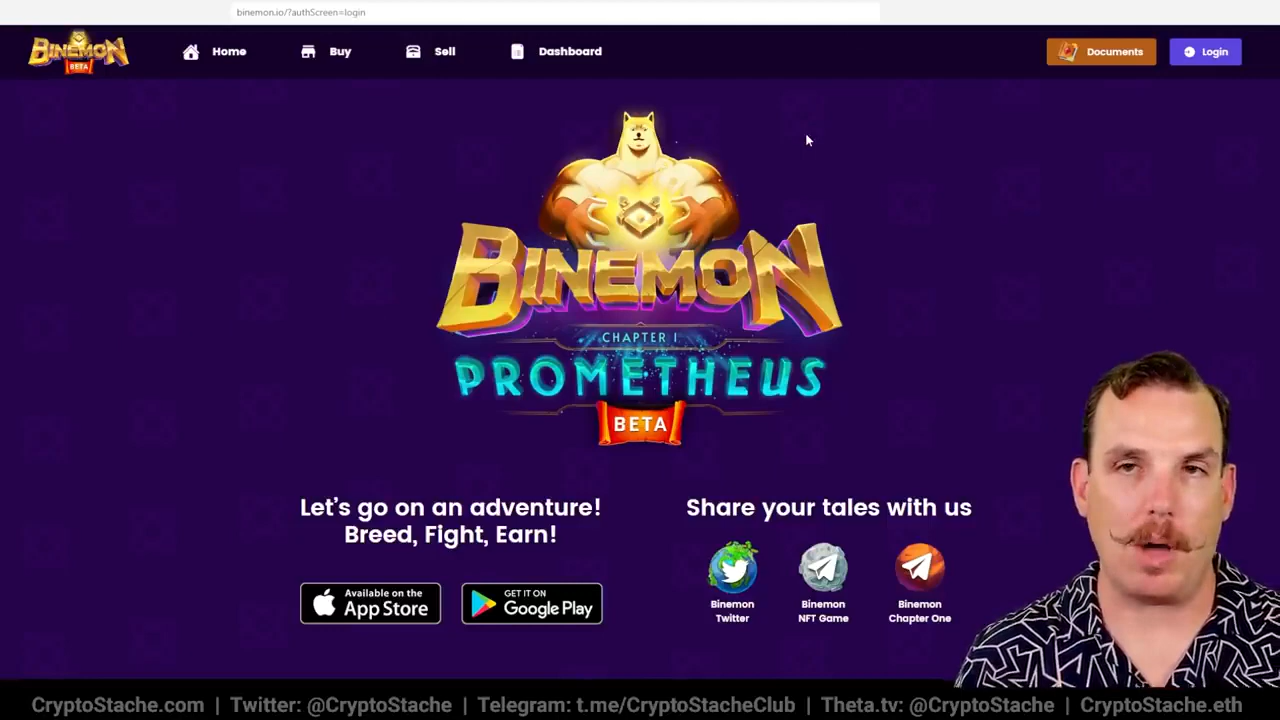 binemon.io/?authScreen=login
BINEMON
BETA
Home
Buy
Sell
Dashboard
Documents
Login
BINEMON
CHAPTER I
PROMETHEUS
BETA
Let's go on an adventure!
Breed, Fight, Earn!
Available on the
App Store
GET IT ON
Google Play
Share your tales with us
Binemon
Twitter
Binemon
NFT Game
Binemon
Chapter One
CryptoStache.com | Twitter: @CryptoStache | Telegram: t.me/CryptoStacheClub | Theta.tv: @CryptoStache | CryptoStache.eth